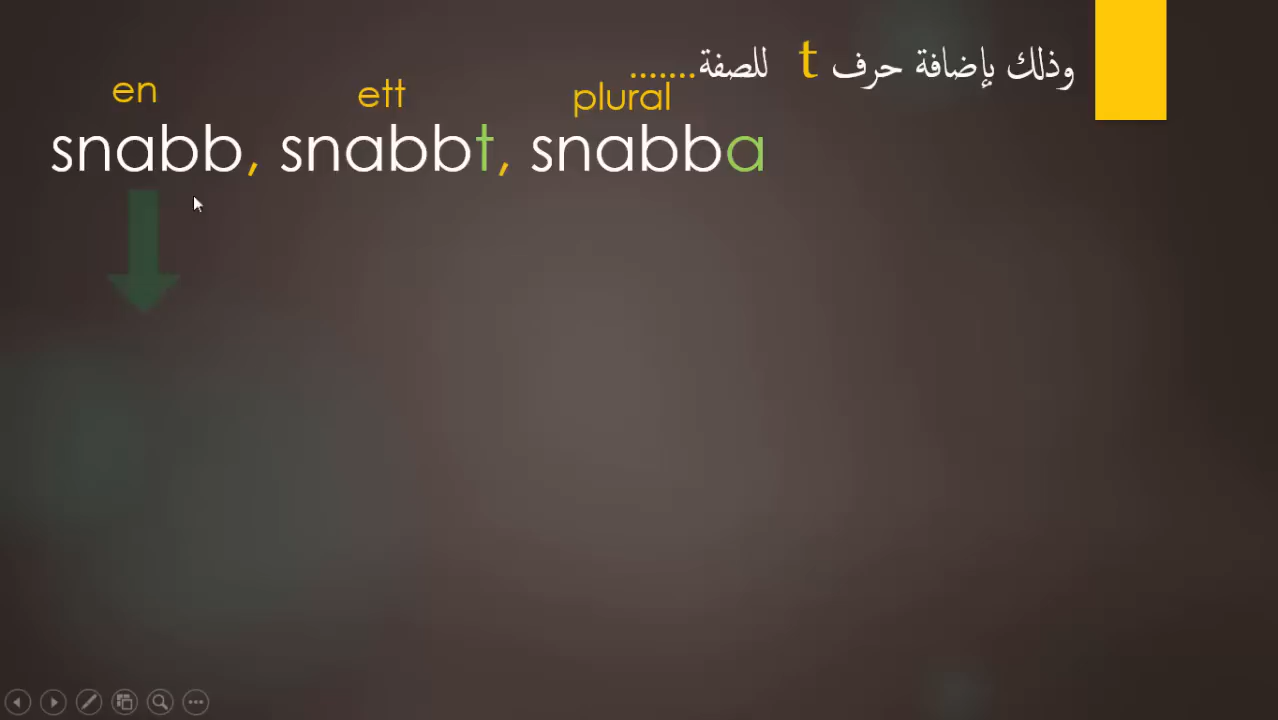 وذلك بإضافة حرف t للصفة.......
en ett plural
snabb, snabbt, snabba